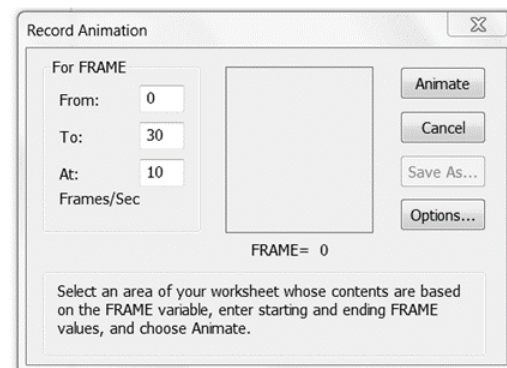 Record Animation
For FRAME
From: 0
To: 30
At: 10
Frames/Sec
Animate
Cancel
Save As...
Options...
FRAME= 0
Select an area of your worksheet whose contents are based
on the FRAME variable, enter starting and ending FRAME
values, and choose Animate.